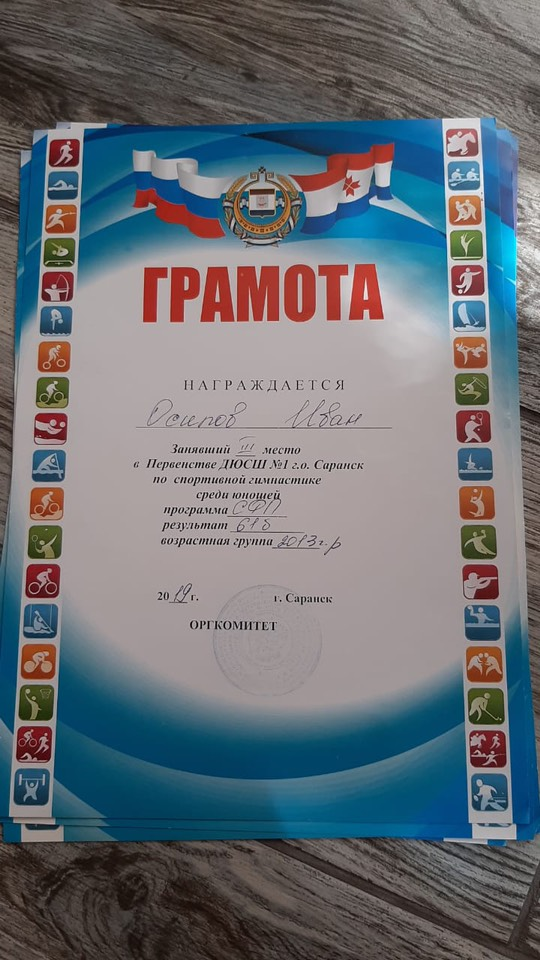 ГРАМОТА
НАГРАЖДАЕТСЯ
Осипов Иван
Занявший III место
в Первенстве ДЮСШ №1 г.о. Саранск
по спортивной гимнастике
среди юношей
программа СФП
результат 61б
возрастная группа 2013г.р
2019 г. г. Саранск
ОРГКОМИТЕТ